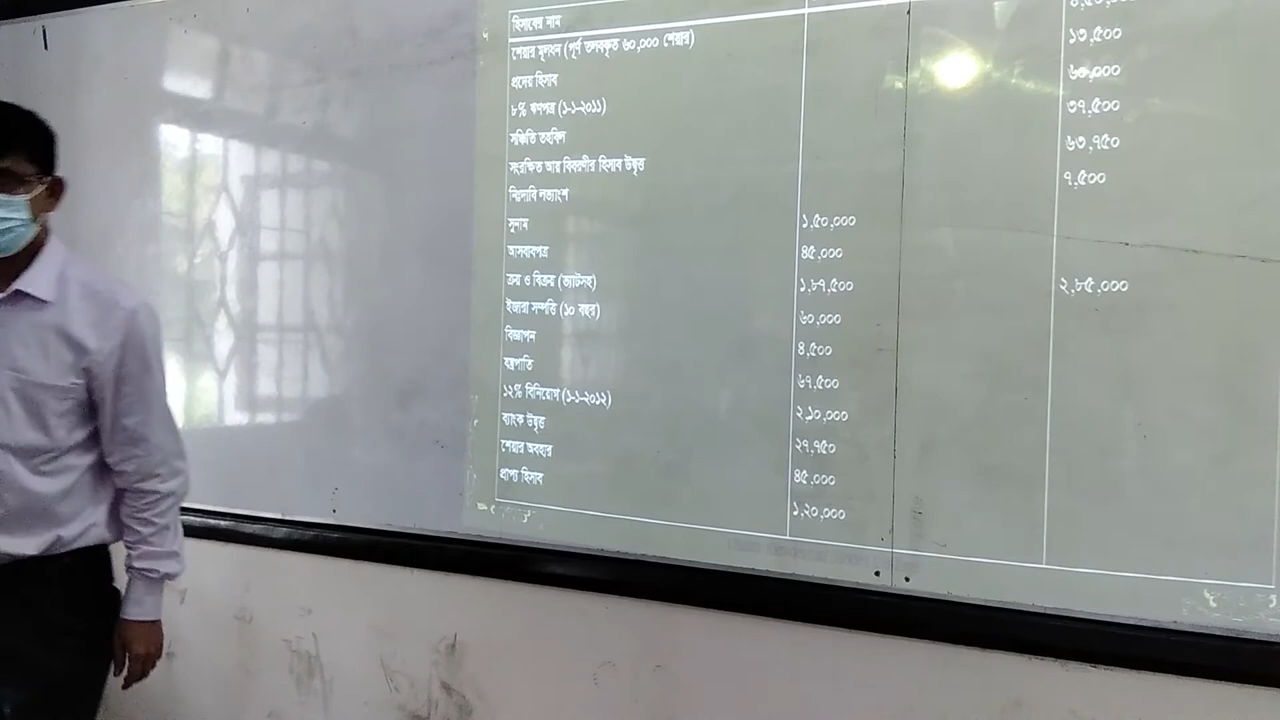 হিসাবের নাম
শেয়ার মূলধন (পূর্ণ তলবকৃত ৬০,০০০ শেয়ার)
১৩,৫০০
প্রদেয় হিসাব
৬০,০০০
৮% ঋণপত্র (১-১-২০১১)
৩৭,৫০০
সঞ্চিতি তহবিল
৬৩,৭৫০
সংরক্ষিত আয় বিবরণীর হিসাব উদ্বৃত্ত
৭,৫০০
লভ্যাংশ
সুনাম ১,৫০,০০০
আসবাবপত্র ৪৫,০০০
ক্রয় ও বিক্রয় (ভ্যাটসহ) ১,৮৭,৫০০ ২,৮৫,০০০
ইজারা সম্পত্তি (১০ বছর) ৬০,০০০
বিজ্ঞাপন ৪,৫০০
যন্ত্রপাতি ৬৭,৫০০
১২% বিনিয়োগ (১-১-২০১২) ২,১০,০০০
ব্যাংক উদ্বৃত্ত ২৭,৭৫০
শেয়ার অবহার ৪৫,০০০
প্রাপ্য হিসাব ১,২০,০০০